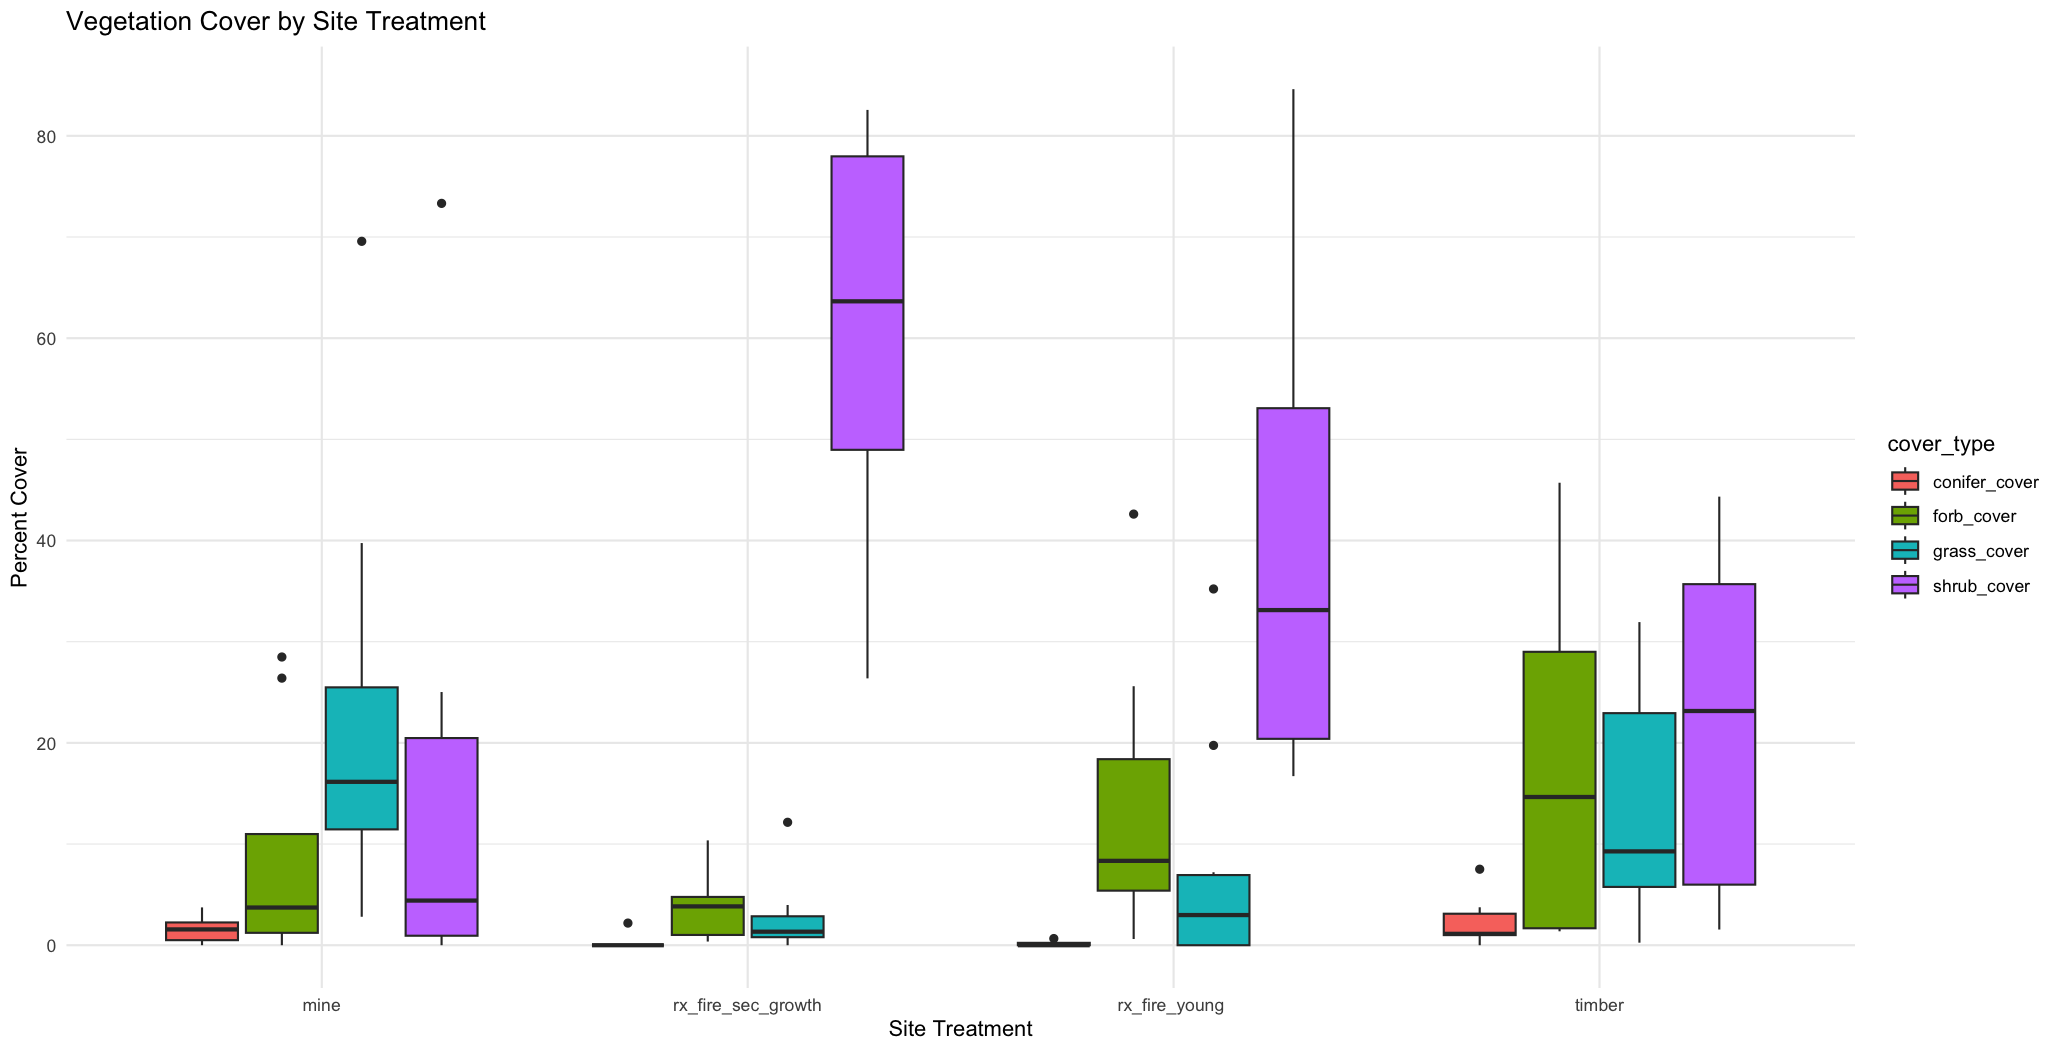 Vegetation Cover by Site Treatment
Percent Cover
80
60
40
20
0
mine
rx_fire_sec_growth
rx_fire_young
timber
Site Treatment
cover_type
conifer_cover
forb_cover
grass_cover
shrub_cover